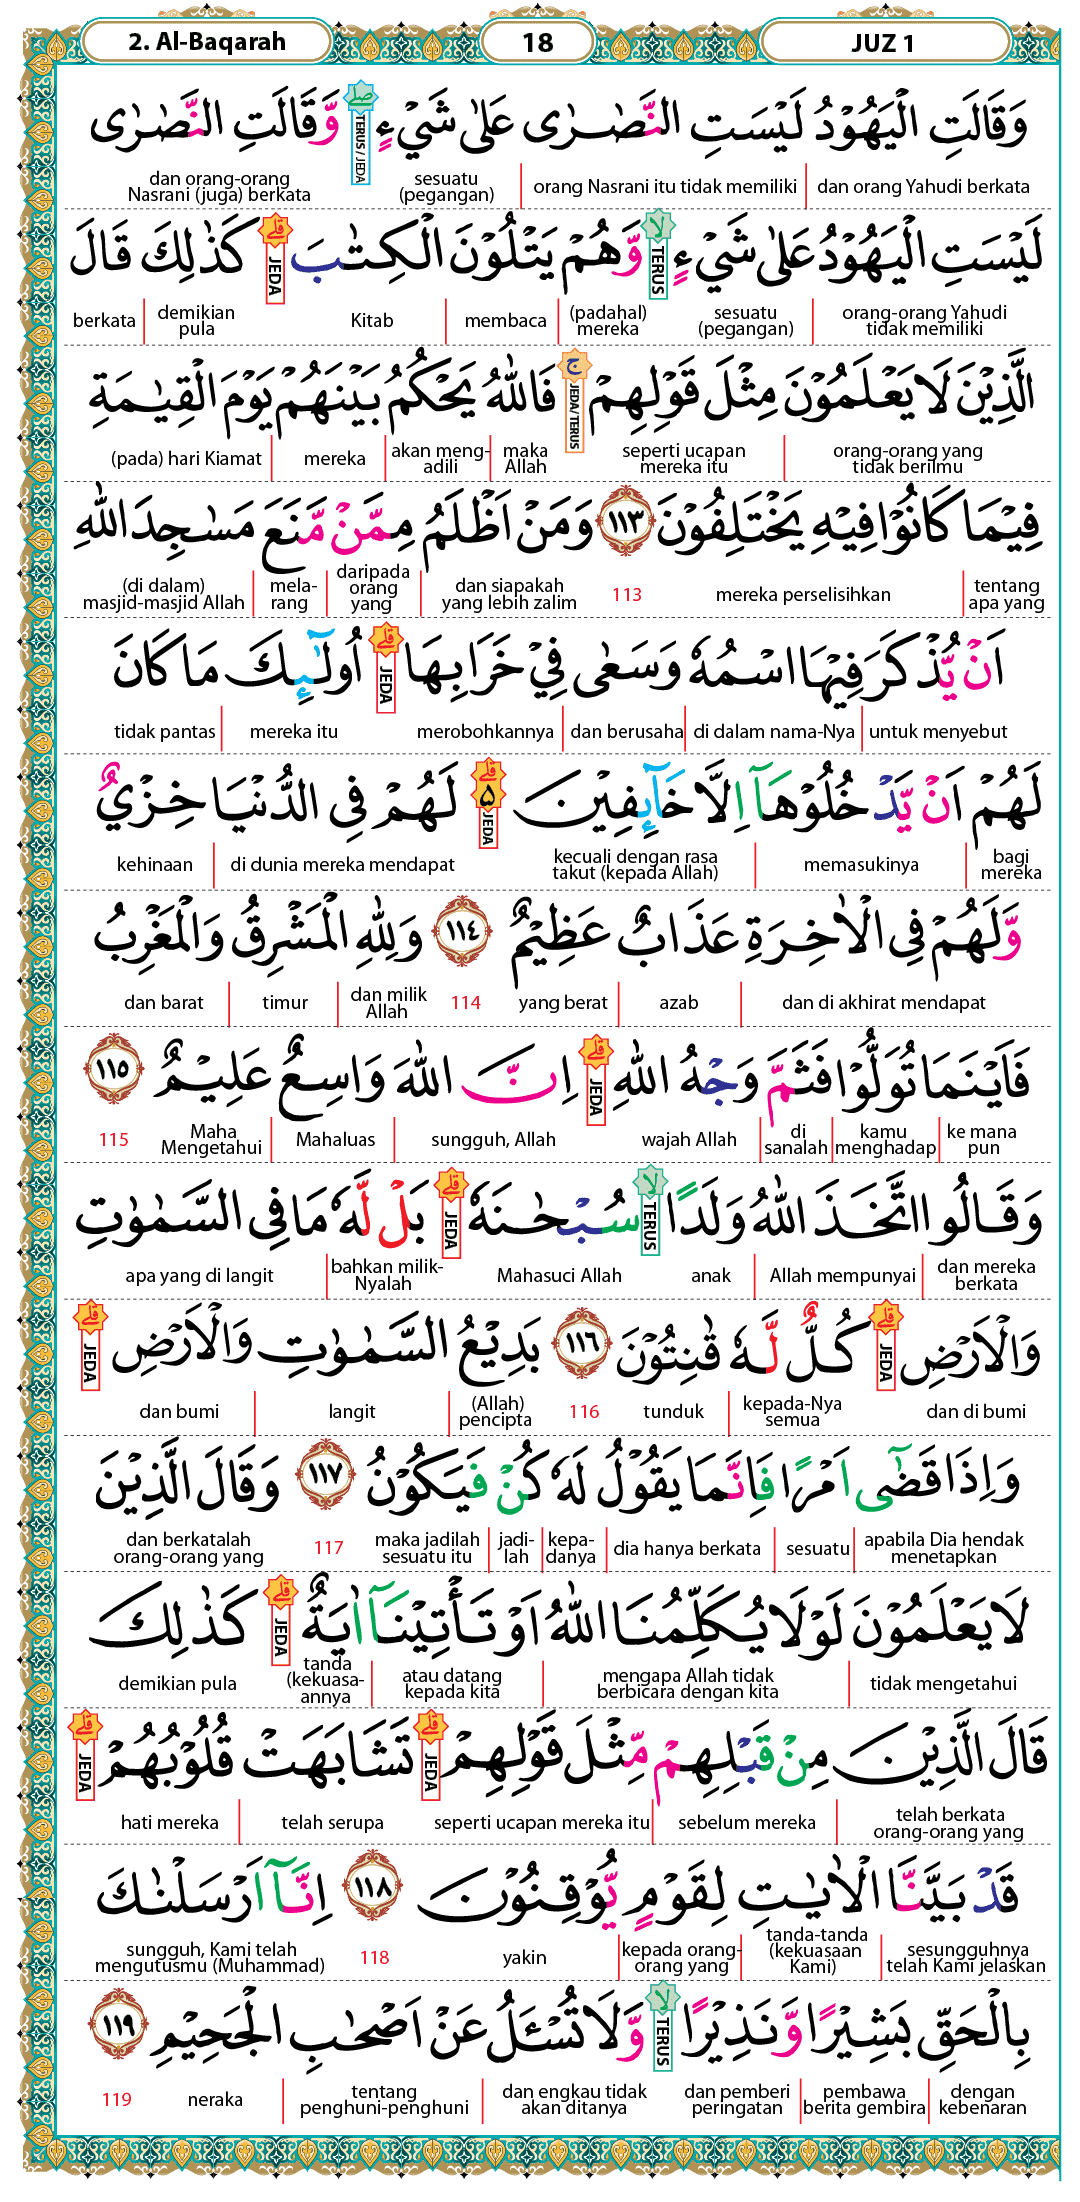 2. Al-Baqarah 18 JUZ 1
وَقَالَتِ الْيَهُوْدُ لَيْسَتِ النَّصٰرٰى عَلٰى شَيْءٍ ۖ TERUS / JEDA وَّقَالَتِ النَّصٰرٰى
dan orang Yahudi berkata orang Nasrani itu tidak memiliki sesuatu (pegangan) dan orang-orang Nasrani (juga) berkata
لَيْسَتِ الْيَهُوْدُ عَلٰى شَيْءٍ ۙ TERUS وَّهُمْ يَتْلُوْنَ الْكِتٰبَ ۗ JEDA كَذٰلِكَ قَالَ
orang-orang Yahudi tidak memiliki sesuatu (pegangan) (padahal) mereka membaca Kitab demikian pula berkata
الَّذِيْنَ لَا يَعْلَمُوْنَ مِثْلَ قَوْلِهِمْ ۚ JEDA/TERUS فَاللّٰهُ يَحْكُمُ بَيْنَهُمْ يَوْمَ الْقِيٰمَةِ
orang-orang yang tidak berilmu seperti ucapan mereka itu maka Allah akan meng-adili mereka (pada) hari Kiamat
فِيْمَا كَانُوْا فِيْهِ يَخْتَلِفُوْنَ ١١٣ وَمَنْ اَظْلَمُ مِمَّنْ مَّنَعَ مَسٰجِدَ اللّٰهِ
tentang apa yang mereka perselisihkan 113 dan siapakah yang lebih zalim daripada orang yang mela-rang (di dalam) masjid-masjid Allah
اَنْ يُّذْكَرَ فِيْهَا اسْمُهٗ وَسَعٰى فِيْ خَرَابِهَا ۗ JEDA اُولٰۤىِٕكَ مَا كَانَ
untuk menyebut di dalam nama-Nya dan berusaha merobohkannya mereka itu tidak pantas
لَهُمْ اَنْ يَّدْخُلُوْهَآ اِلَّا خَاۤىِٕفِيْنَ ۗ ۵ JEDA لَهُمْ فِى الدُّنْيَا خِزْيٌ
bagi mereka memasukinya kecuali dengan rasa takut (kepada Allah) di dunia mereka mendapat kehinaan
وَّلَهُمْ فِى الْاٰخِرَةِ عَذَابٌ عَظِيْمٌ ١١٤ وَلِلّٰهِ الْمَشْرِقُ وَالْمَغْرِبُ
dan di akhirat mendapat azab yang berat 114 dan milik Allah timur dan barat
فَاَيْنَمَا تُوَلُّوْا فَثَمَّ وَجْهُ اللّٰهِ ۗ JEDA اِنَّ اللّٰهَ وَاسِعٌ عَلِيْمٌ ١١٥
ke mana pun kamu menghadap di sanalah wajah Allah sungguh, Allah Mahaluas Maha Mengetahui 115
وَقَالُوا اتَّخَذَ اللّٰهُ وَلَدًا ۙ TERUS سُبْحٰنَهٗ ۗ JEDA بَلْ لَّهٗ مَا فِى السَّمٰوٰتِ
dan mereka berkata Allah mempunyai anak Mahasuci Allah bahkan milik-Nyalah apa yang di langit
وَالْاَرْضِ ۗ JEDA كُلٌّ لَّهٗ قٰنِتُوْنَ ١١٦ بَدِيْعُ السَّمٰوٰتِ وَالْاَرْضِ ۗ JEDA
dan di bumi kepada-Nya semua tunduk 116 (Allah) pencipta langit dan bumi
وَاِذَا قَضٰٓى اَمْرًا فَاِنَّمَا يَقُوْلُ لَهٗ كُنْ فَيَكُوْنُ ١١٧ وَقَالَ الَّذِيْنَ
apabila Dia hendak menetapkan sesuatu dia hanya berkata kepa-danya jadi-lah maka jadilah sesuatu itu 117 dan berkatalah orang-orang yang
لَا يَعْلَمُوْنَ لَوْلَا يُكَلِّمُنَا اللّٰهُ اَوْ تَأْتِيْنَآ اٰيَةٌ ۗ JEDA كَذٰلِكَ
tidak mengetahui mengapa Allah tidak berbicara dengan kita atau datang kepada kita tanda (kekuasa-annya demikian pula
قَالَ الَّذِيْنَ مِنْ قَبْلِهِمْ مِّثْلَ قَوْلِهِمْ ۗ JEDA تَشَابَهَتْ قُلُوْبُهُمْ ۗ JEDA
telah berkata orang-orang yang sebelum mereka seperti ucapan mereka itu telah serupa hati mereka
قَدْ بَيَّنَّا الْاٰيٰتِ لِقَوْمٍ يُّوْقِنُوْنَ ١١٨ اِنَّآ اَرْسَلْنٰكَ
sesungguhnya telah Kami jelaskan tanda-tanda (kekuasaan Kami) kepada orang-orang yang yakin 118 sungguh, Kami telah mengutusmu (Muhammad)
بِالْحَقِّ بَشِيْرًا وَّنَذِيْرًا ۙ TERUS وَّلَا تُسْـَٔلُ عَنْ اَصْحٰبِ الْجَحِيْمِ ١١٩
dengan kebenaran pembawa berita gembira dan pemberi peringatan dan engkau tidak akan ditanya tentang penghuni-penghuni neraka 119